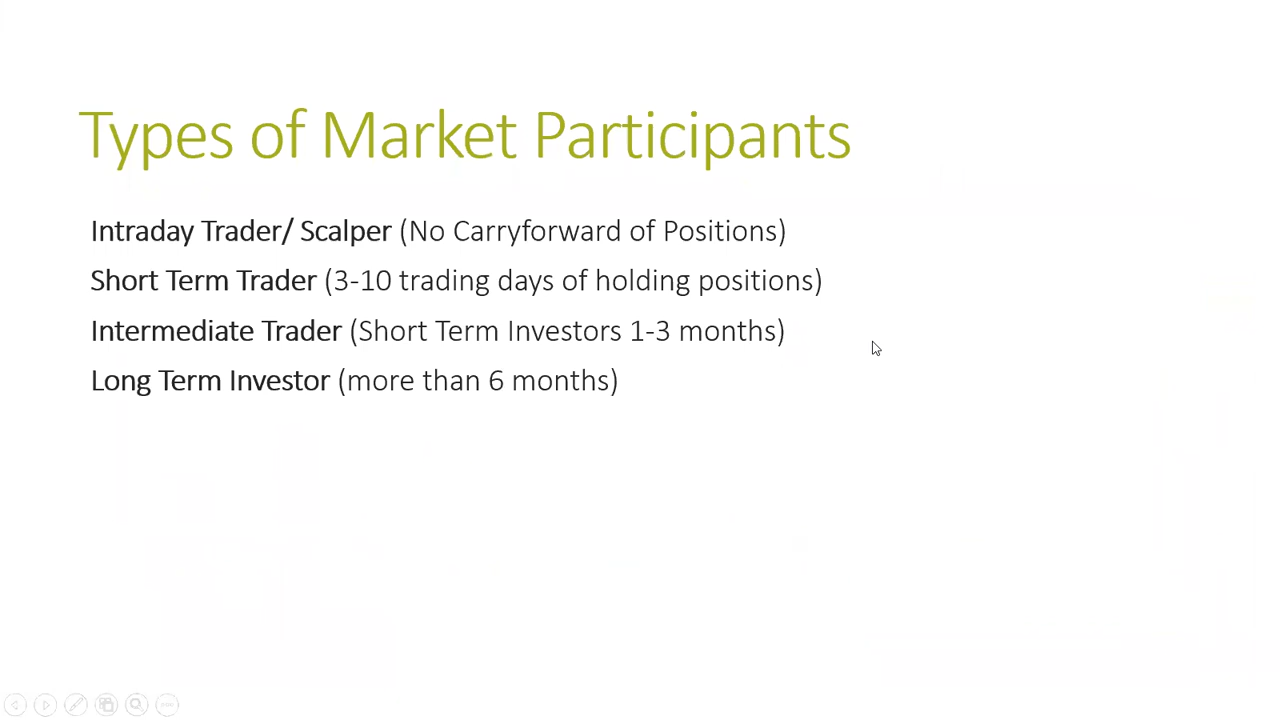 Types of Market Participants
Intraday Trader/ Scalper (No Carryforward of Positions)
Short Term Trader (3-10 trading days of holding positions)
Intermediate Trader (Short Term Investors 1-3 months)
Long Term Investor (more than 6 months)